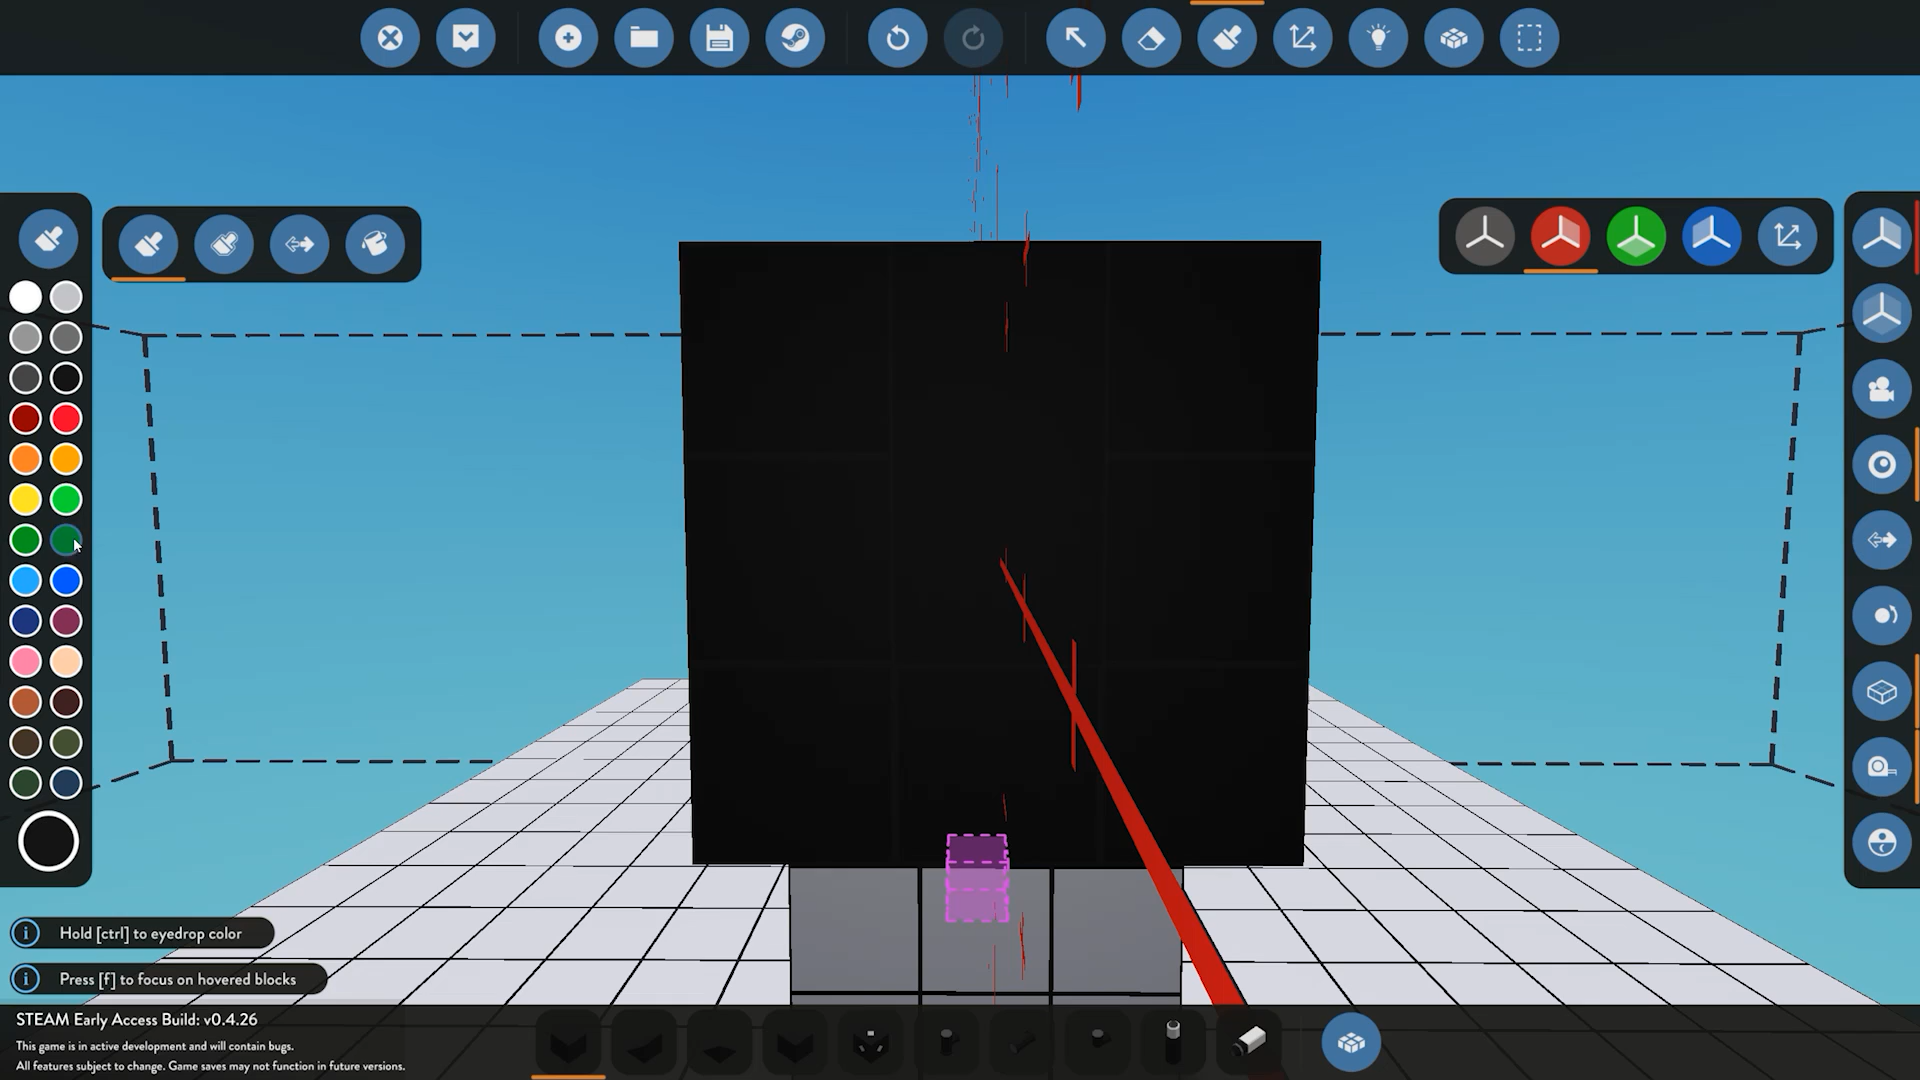 Hold [ctrl] to eyedrop color
Press [f] to focus on hovered blocks
STEAM Early Access Build: v0.4.26
This game is in active development and will contain bugs.
All features subject to change. Game saves may not function in future versions.